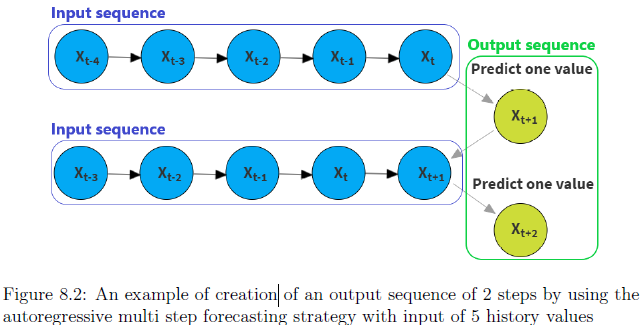 Input sequence
Xt-4 Xt-3 Xt-2 Xt-1 Xt
Output sequence
Predict one value
Xt+1
Input sequence
Xt-3 Xt-2 Xt-1 Xt Xt+1
Predict one value
Xt+2
Figure 8.2: An example of creation of an output sequence of 2 steps by using the
autoregressive multi step forecasting strategy with input of 5 history values